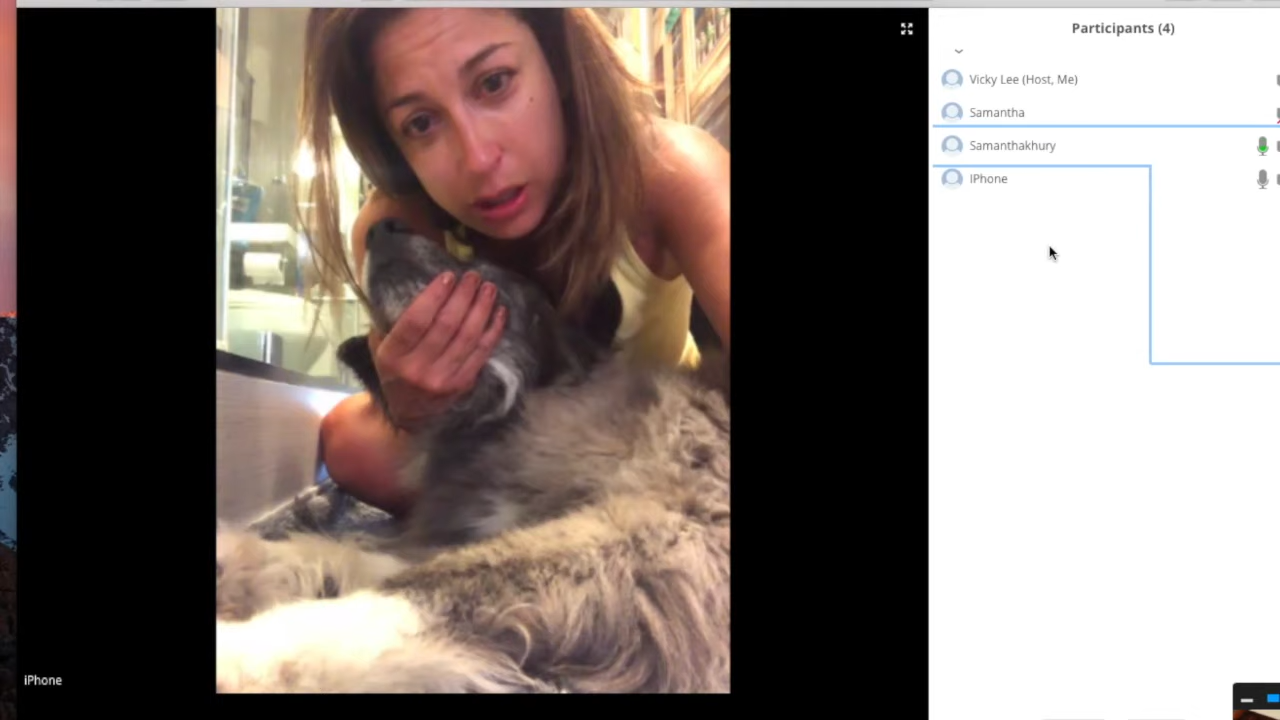 Participants (4)
Vicky Lee (Host, Me)
Samantha
Samanthakhury
IPhone
iPhone